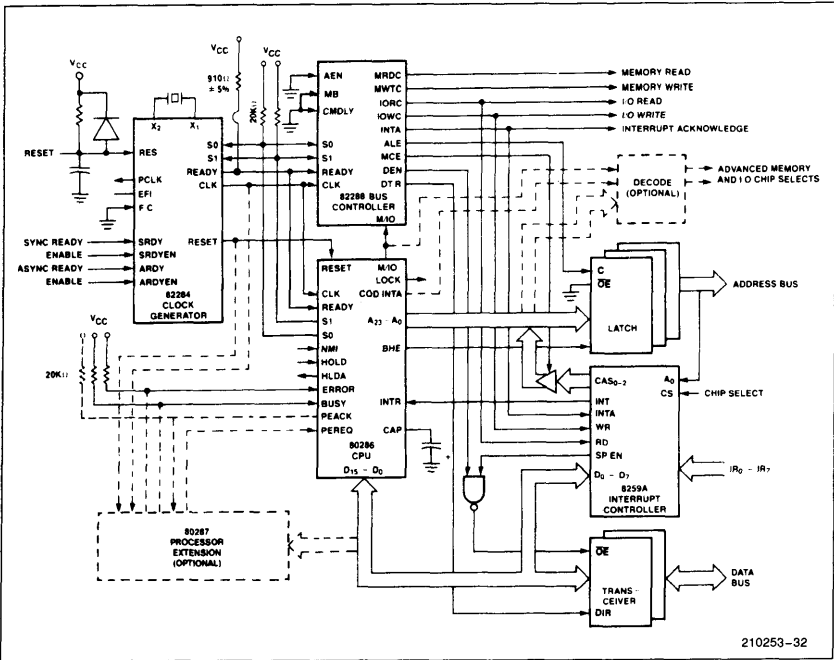 VCC
VCC
VCC
910Ω
± 5%
20KΩ
X2
X1
RESET
RES
PCLK
EFI
F C
S0
S1
READY
CLK
RESET
SYNC READY
ENABLE
ASYNC READY
ENABLE
SRDY
SRDYEN
ARDY
ARDYEN
82284
CLOCK
GENERATOR
AEN
MB
CMDLY
S0
S1
READY
CLK
MRDC
MWTC
IORC
IOWC
INTA
ALE
MCE
DEN
DT R
82288 BUS
CONTROLLER
M/IO
MEMORY READ
MEMORY WRITE
I/O READ
I/O WRITE
INTERRUPT ACKNOWLEDGE
DECODE
(OPTIONAL)
ADVANCED MEMORY
AND I O CHIP SELECTS
VCC
20KΩ
RESET
M/IO
LOCK
CLK
COD INTA
READY
A23 - A0
S1
S0
NMI
BHE
HOLD
HLDA
ERROR
BUSY
INTR
PEACK
PEREQ
CAP
+
80286
CPU
D15 - D0
C
OE
LATCH
ADDRESS BUS
CAS0-2
A0
CS
CHIP SELECT
INT
INTA
WR
RD
SP EN
D0 - D7
IR0 - IR7
8259A
INTERRUPT
CONTROLLER
80287
PROCESSOR
EXTENSION
(OPTIONAL)
OE
TRANS-
CEIVER
DIR
DATA
BUS
210253-32